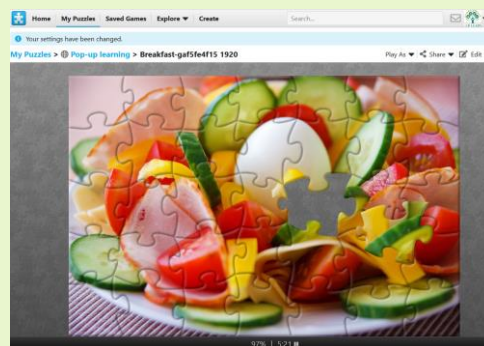 Home My Puzzles Saved Games Explore ▼ Create Search...
Your settings have been changed.
My Puzzles > Pop-up learning > Breakfast-gaf5fe4f15 1920 Play As ▼ Share ▼ Edit
97% | 5:21